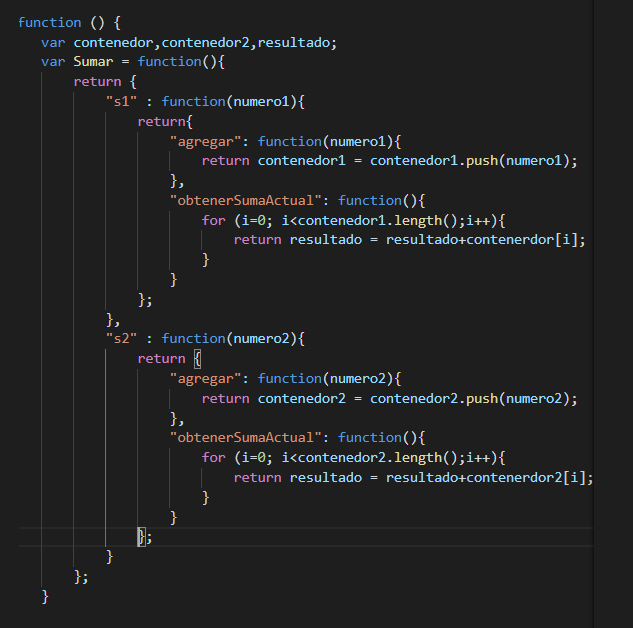 function () {
var contenedor,contenedor2,resultado;
var Sumar = function(){
return {
"s1" : function(numero1){
return{
"agregar": function(numero1){
return contenedor1 = contenedor1.push(numero1);
},
"obtenerSumaActual": function(){
for (i=0; i<contenedor1.length();i++){
return resultado = resultado+contenerdor[i];
}
}
};
},
"s2" : function(numero2){
return {
"agregar": function(numero2){
return contenedor2 = contenedor2.push(numero2);
},
"obtenerSumaActual": function(){
for (i=0; i<contenedor2.length();i++){
return resultado = resultado+contenerdor2[i];
}
}
};
}
};
}